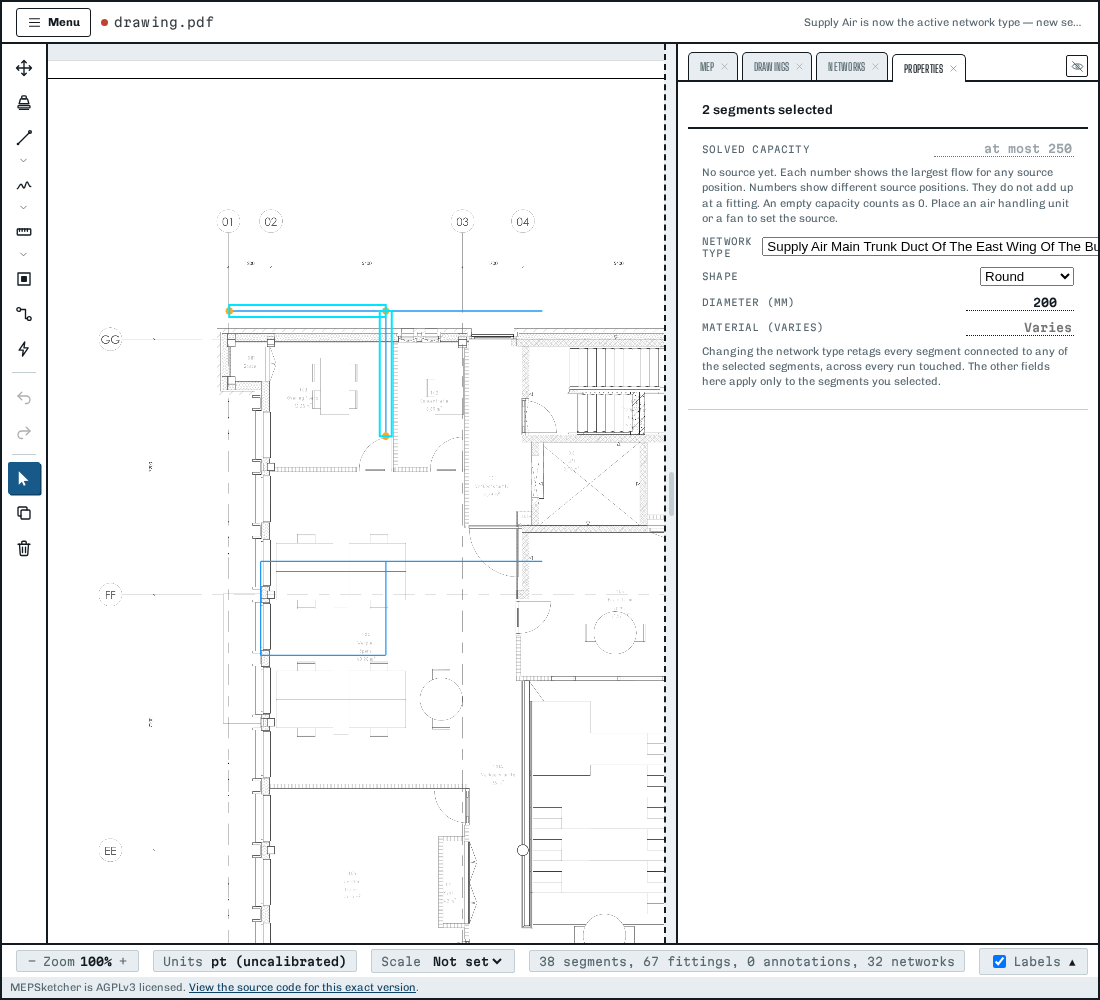 Menu
drawing.pdf
Supply Air is now the active network type — new se…
MEP
DRAWINGS
NETWORKS
PROPERTIES
2 segments selected
SOLVED CAPACITY
at most 250
No source yet. Each number shows the largest flow for any source
position. Numbers show different source positions. They do not add up
at a fitting. An empty capacity counts as 0. Place an air handling unit
or a fan to set the source.
NETWORK
TYPE
Supply Air Main Trunk Duct Of The East Wing Of The Bu
SHAPE
Round
DIAMETER (MM)
200
MATERIAL (VARIES)
Varies
Changing the network type retags every segment connected to any of
the selected segments, across every run touched. The other fields
here apply only to the segments you selected.
01
02
03
04
GG
FF
EE
− Zoom 100% +
Units pt (uncalibrated)
Scale Not set
38 segments, 67 fittings, 0 annotations, 32 networks
Labels ▲
MEPSketcher is AGPLv3 licensed. View the source code for this exact version.